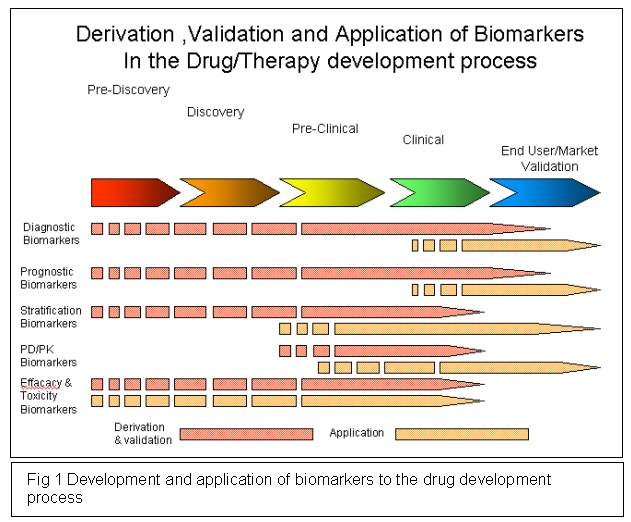 Derivation ,Validation and Application of Biomarkers
In the Drug/Therapy development process
Pre-Discovery
Discovery
Pre-Clinical
Clinical
End User/Market
Validation
Diagnostic
Biomarkers
Prognostic
Biomarkers
Stratification
Biomarkers
PD/PK
Biomarkers
Effacacy &
Toxicity
Biomarkers
Derivation
& validation
Application
Fig 1 Development and application of biomarkers to the drug development
process